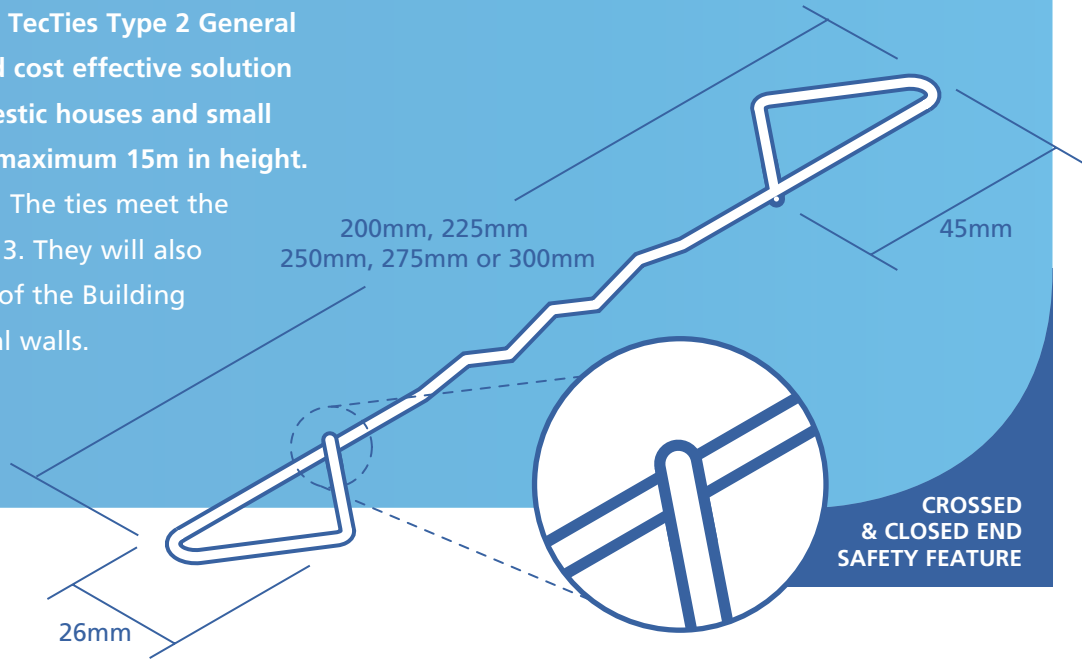 TecTies Type 2 General
cost effective solution
houses and small
maximum 15m in height.
The ties meet the
3. They will also
of the Building
walls.
200mm, 225mm
250mm, 275mm or 300mm
45mm
26mm
CROSSED
& CLOSED END
SAFETY FEATURE